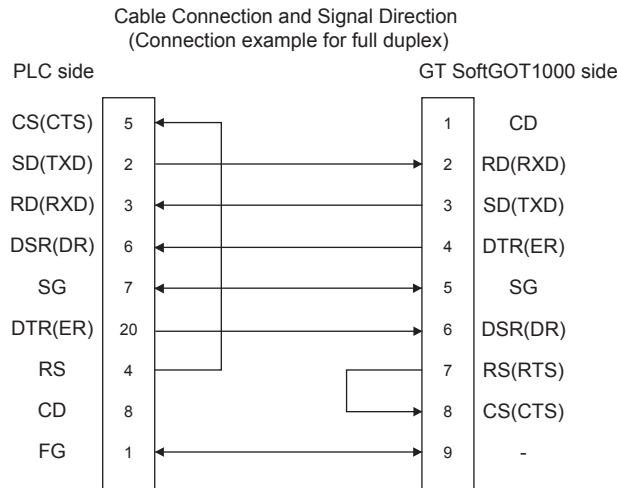 Cable Connection and Signal Direction
(Connection example for full duplex)
PLC side GT SoftGOT1000 side
CS(CTS) 5 1 CD
SD(TXD) 2 2 RD(RXD)
RD(RXD) 3 3 SD(TXD)
DSR(DR) 6 4 DTR(ER)
SG 7 5 SG
DTR(ER) 20 6 DSR(DR)
RS 4 7 RS(RTS)
CD 8 8 CS(CTS)
FG 1 9 -